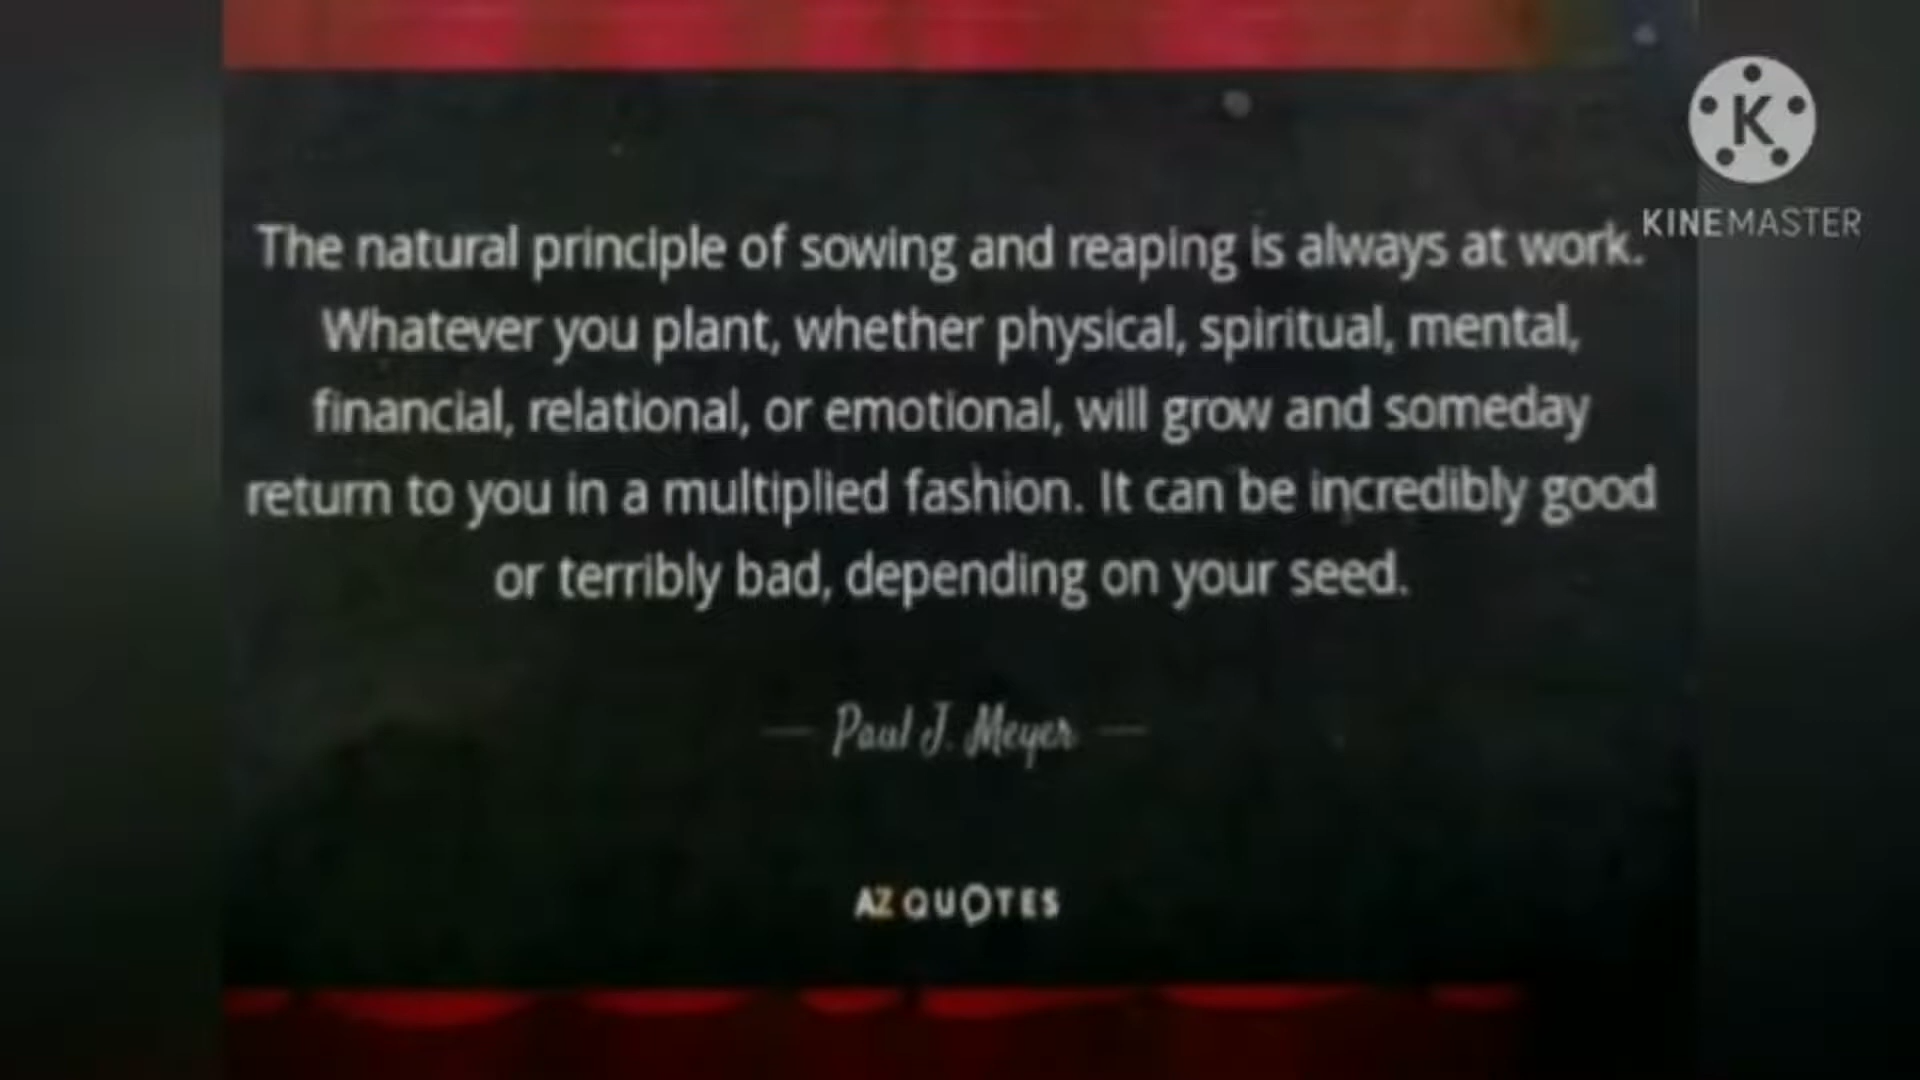 K
KINEMASTER
The natural principle of sowing and reaping is always at work.
Whatever you plant, whether physical, spiritual, mental,
financial, relational, or emotional, will grow and someday
return to you in a multiplied fashion. It can be incredibly good
or terribly bad, depending on your seed.
— Paul J. Meyer —
AZ QUOTES